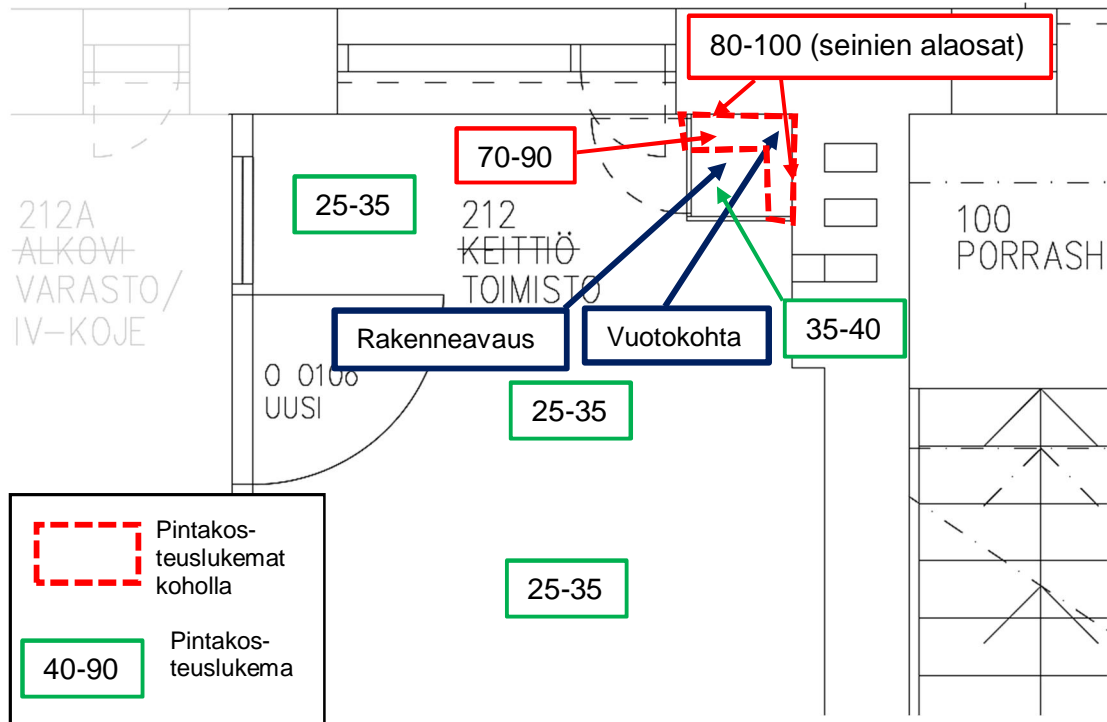 80-100 (seinien alaosat)
70-90
25-35
212A
ALKOVI
VARASTO/
IV-KOJE
212
KEITTIÖ
TOIMISTO
100
PORRASH
Rakenneavaus
Vuotokohta
35-40
O 0108
UUSI
25-35
25-35
Pintakos-
teuslukemat
koholla
40-90
Pintakos-
teuslukema